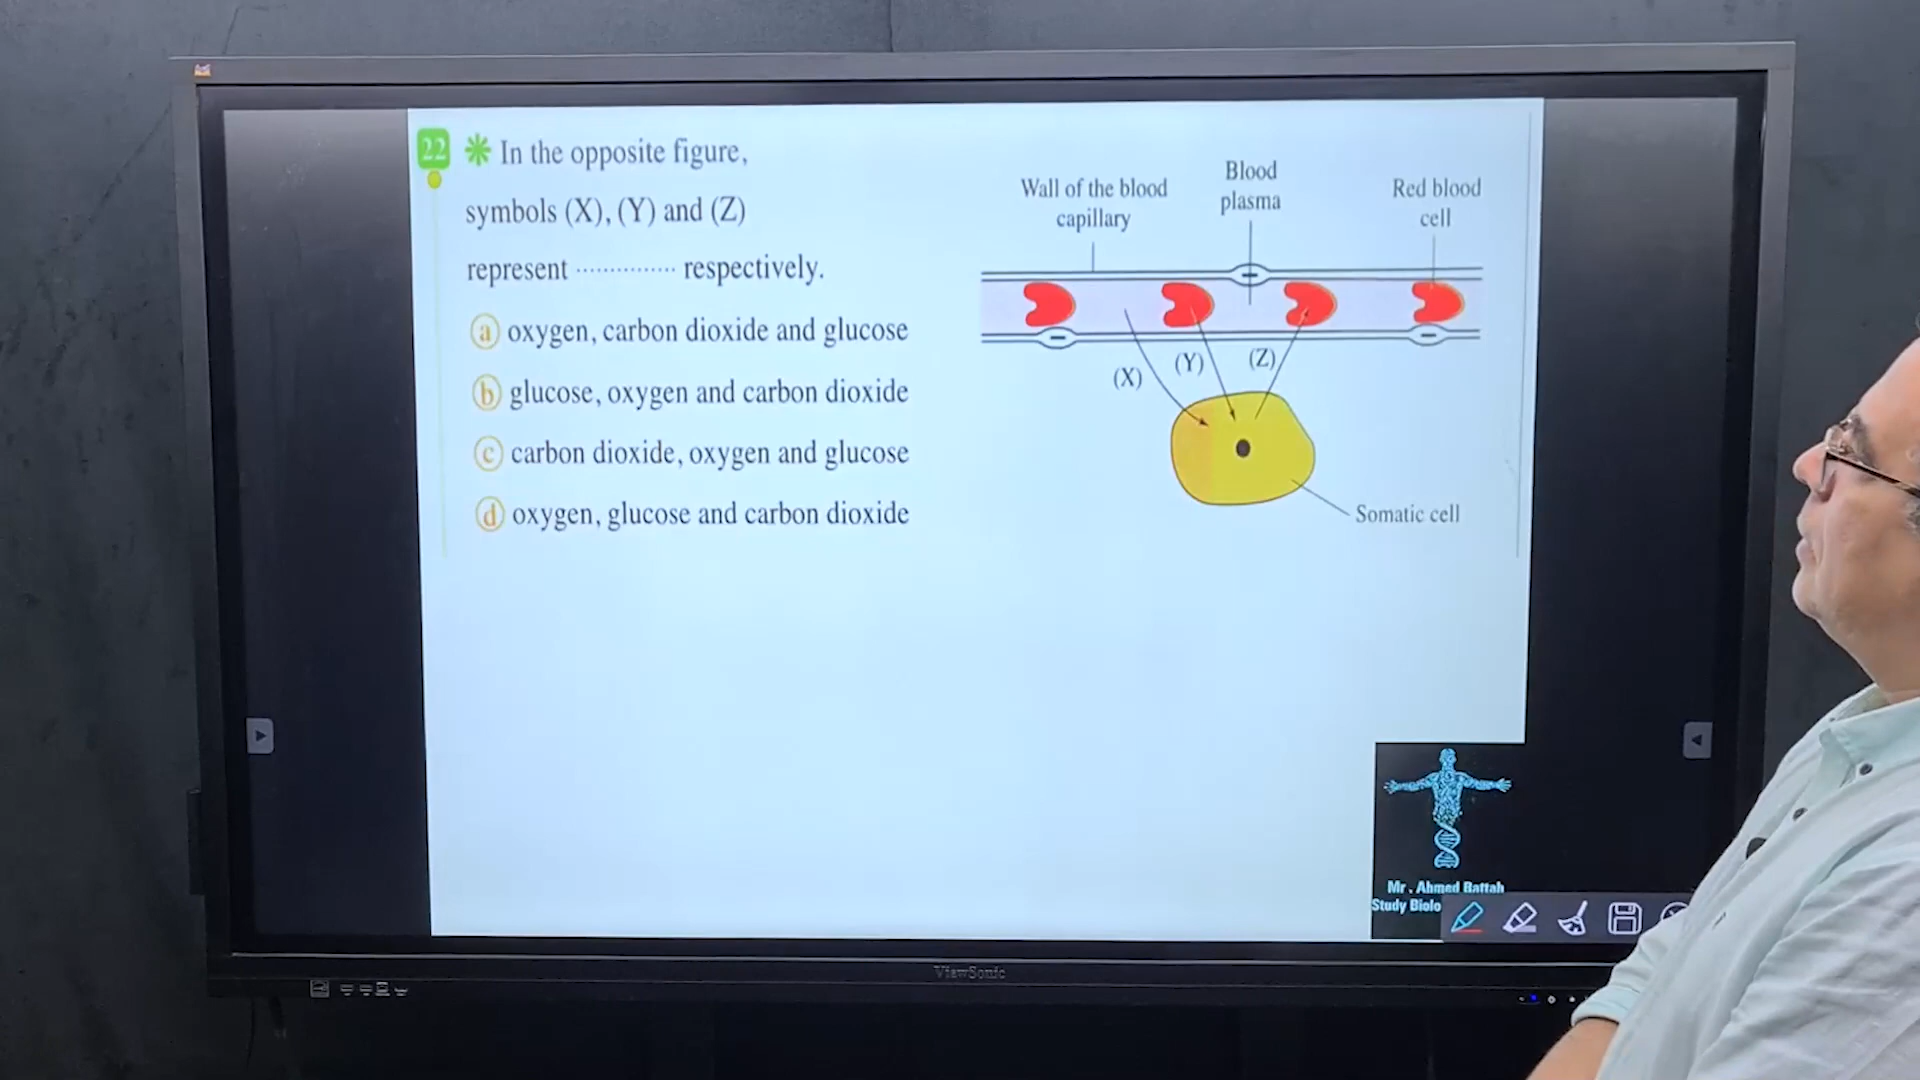 22 In the opposite figure,
symbols (X), (Y) and (Z)
represent ............... respectively.
a oxygen, carbon dioxide and glucose
b glucose, oxygen and carbon dioxide
c carbon dioxide, oxygen and glucose
d oxygen, glucose and carbon dioxide
Wall of the blood
capillary
Blood
plasma
Red blood
cell
(X)
(Y)
(Z)
Somatic cell
Mr . Ahmed Battah
Study Biolo
ViewSonic